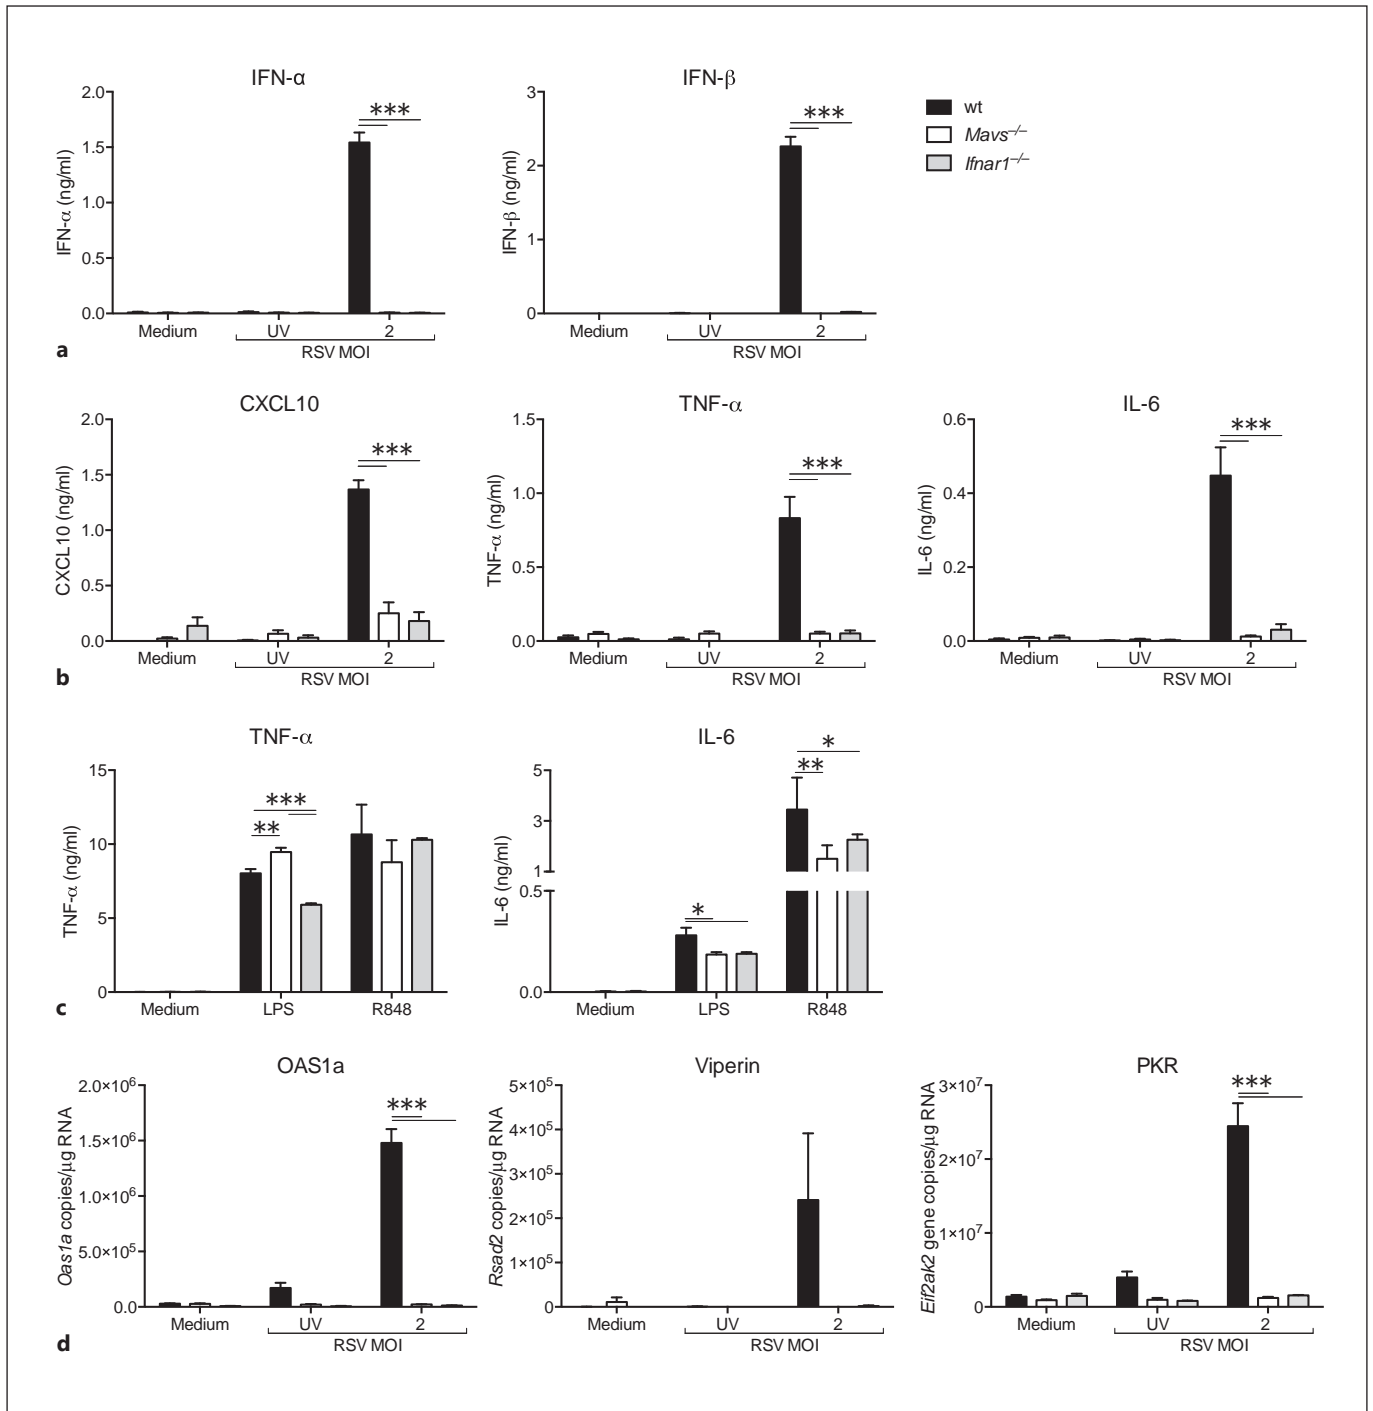 IFN-α
IFN-α (ng/ml)
2.0
1.5
1.0
0.5
0.0
***
Medium
UV
2
RSV MOI
a
IFN-β
IFN-β (ng/ml)
3
2
1
0
***
Medium
UV
2
RSV MOI
wt
Mavs–/–
Ifnar1–/–
CXCL10
CXCL10 (ng/ml)
2.0
1.5
1.0
0.5
0.0
***
Medium
UV
2
RSV MOI
b
TNF-α
TNF-α (ng/ml)
1.5
1.0
0.5
0.0
***
Medium
UV
2
RSV MOI
IL-6
IL-6 (ng/ml)
0.6
0.4
0.2
0.0
***
Medium
UV
2
RSV MOI
TNF-α
TNF-α (ng/ml)
15
10
5
0
***
**
Medium
LPS
R848
c
IL-6
IL-6 (ng/ml)
5
3
1
0.5
0.0
*
**
*
Medium
LPS
R848
OAS1a
Oas1a copies/µg RNA
2.0×10⁶
1.5×10⁶
1.0×10⁶
5.0×10⁵
0.0
***
Medium
UV
2
RSV MOI
d
Viperin
Rsad2 copies/µg RNA
5×10⁵
4×10⁵
3×10⁵
2×10⁵
1×10⁵
0
Medium
UV
2
RSV MOI
PKR
Eif2ak2 gene copies/µg RNA
3×10⁷
2×10⁷
1×10⁷
0
***
Medium
UV
2
RSV MOI